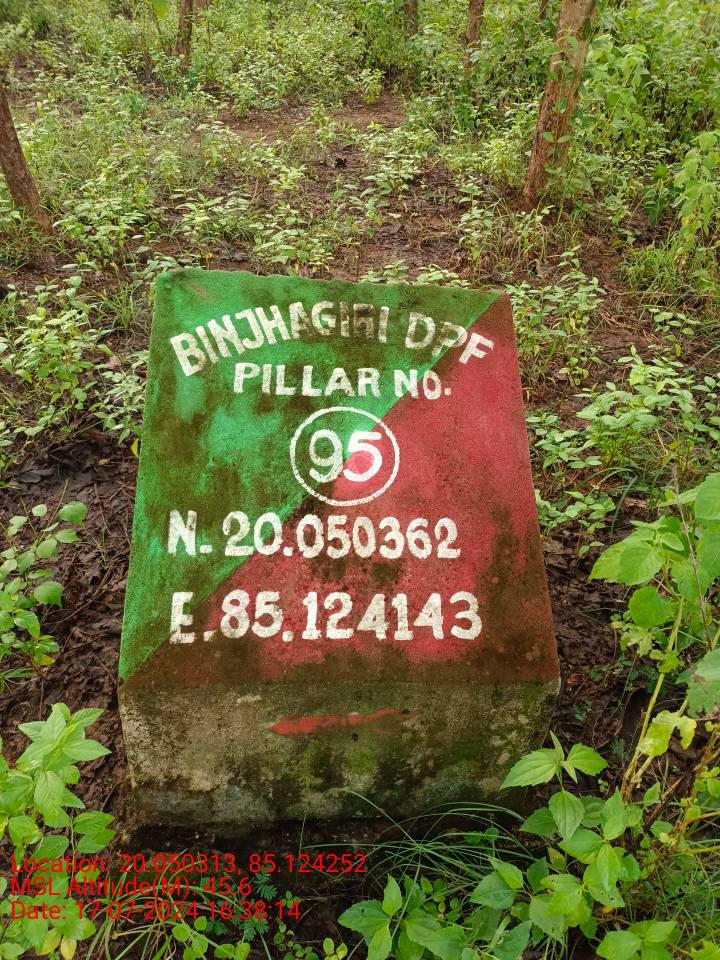 BINJHAGIRI DPF
PILLAR NO.
95
N. 20.050362
E. 85.124143
Location: 20.050313, 85.124252
MSL Altitude(M): 45.6
Date: 17-07-2024 16:38:14